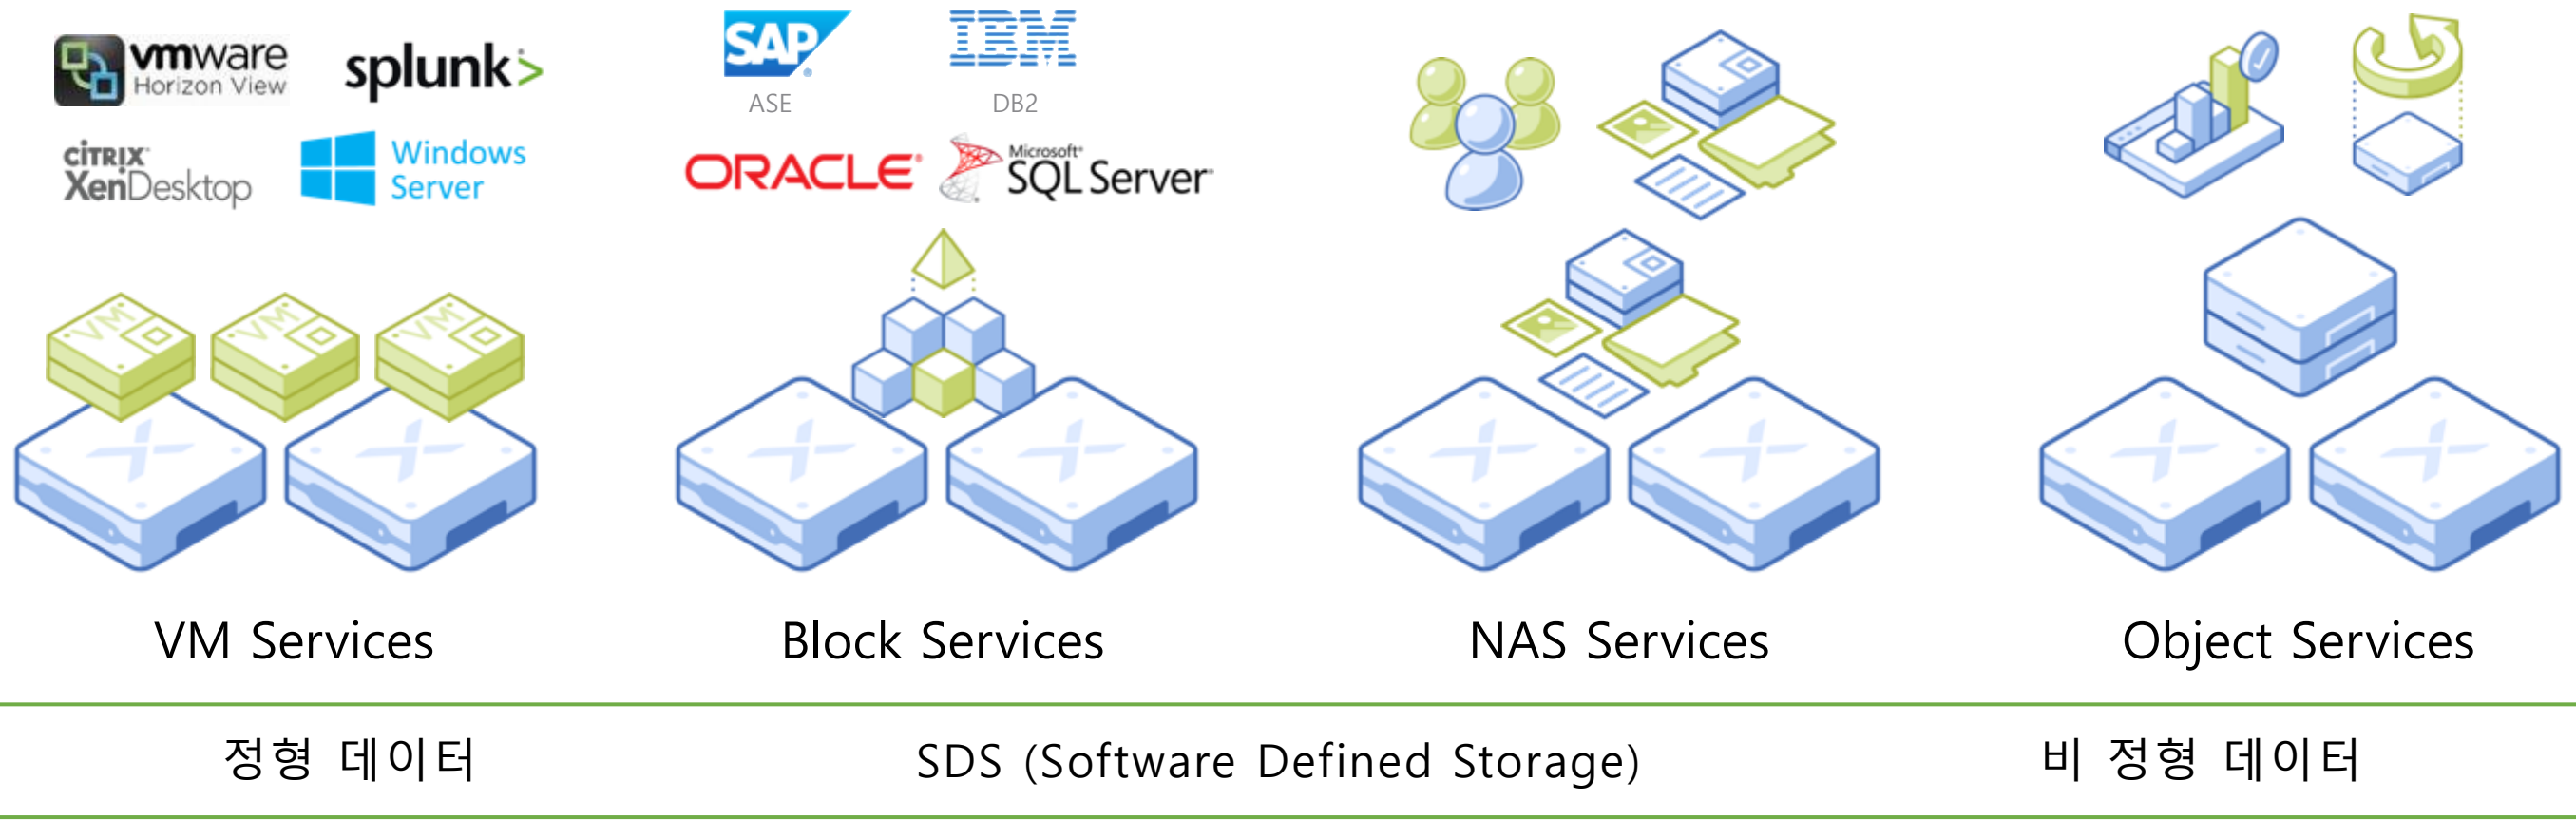 vmware
Horizon View
splunk>
CİTRIX
XenDesktop
Windows
Server
SAP
ASE
IBM
DB2
ORACLE
Microsoft
SQL Server
VM
VM
VM
VM Services
Block Services
NAS Services
Object Services
정형 데이터
SDS (Software Defined Storage)
비 정형 데이터